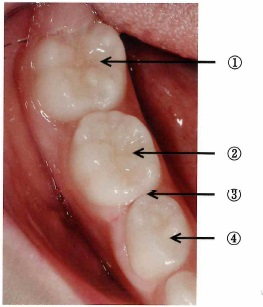 ①
②
③
④